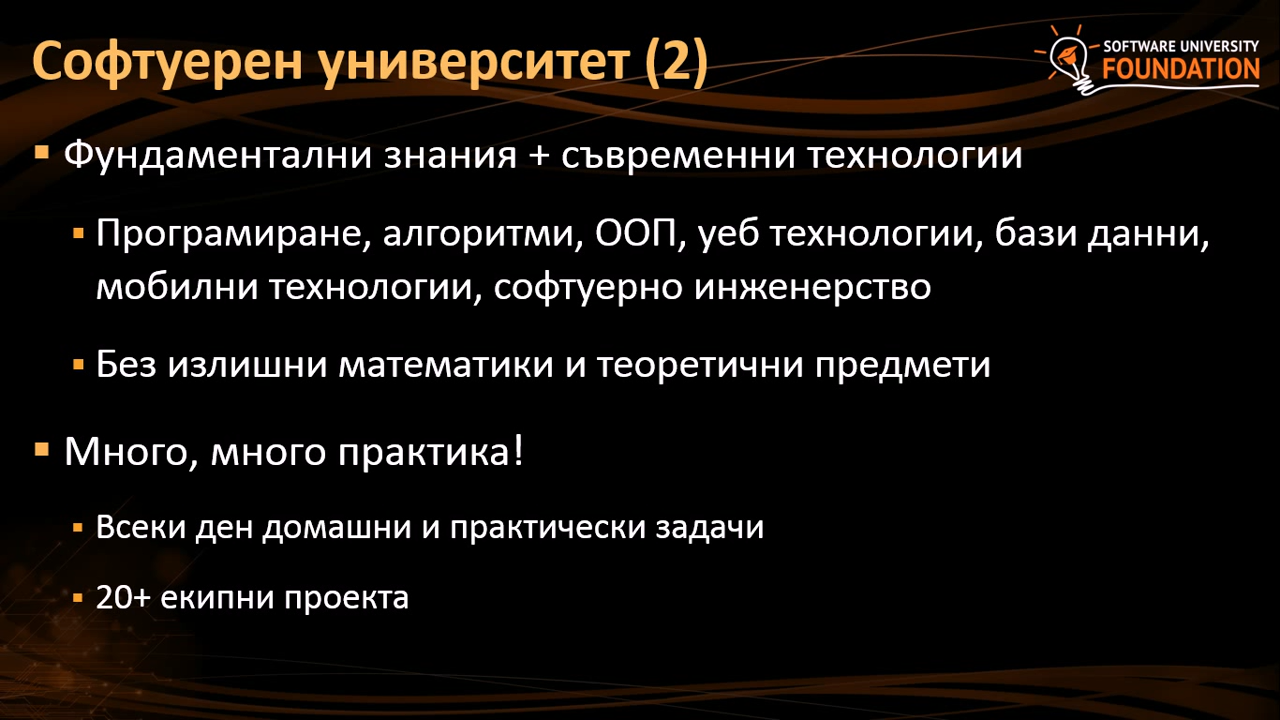 Софтуерен университет (2)
SOFTWARE UNIVERSITY
FOUNDATION
Фундаментални знания + съвременни технологии
Програмиране, алгоритми, ООП, уеб технологии, бази данни,
мобилни технологии, софтуерно инженерство
Без излишни математики и теоретични предмети
Много, много практика!
Всеки ден домашни и практически задачи
20+ екипни проекта